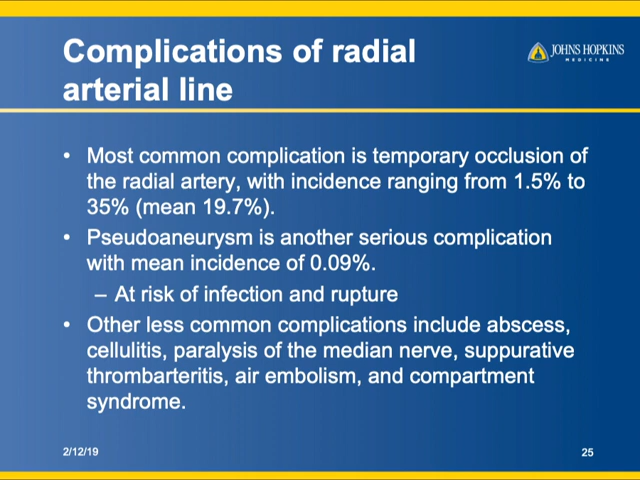 Complications of radial
arterial line
JOHNS HOPKINS
MEDICINE
• Most common complication is temporary occlusion of
the radial artery, with incidence ranging from 1.5% to
35% (mean 19.7%).
• Pseudoaneurysm is another serious complication
with mean incidence of 0.09%.
– At risk of infection and rupture
• Other less common complications include abscess,
cellulitis, paralysis of the median nerve, suppurative
thrombarteritis, air embolism, and compartment
syndrome.
2/12/19
25